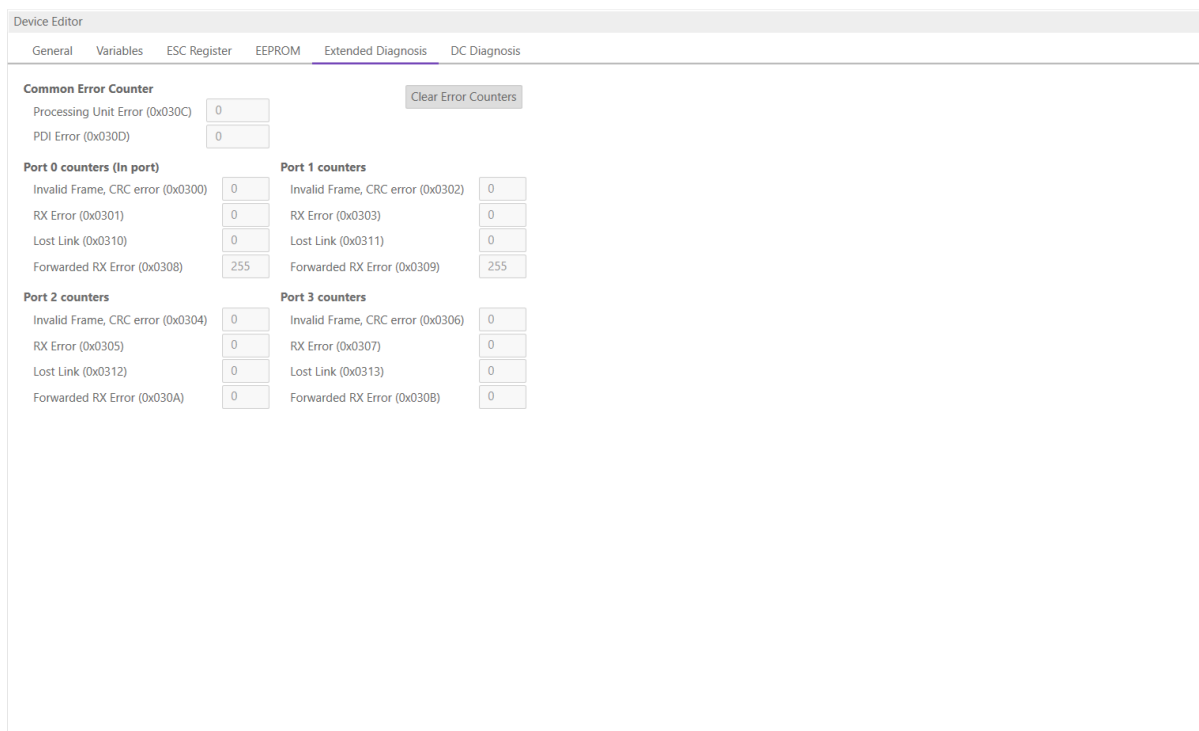 Device Editor
General Variables ESC Register EEPROM Extended Diagnosis DC Diagnosis
Common Error Counter
Clear Error Counters
Processing Unit Error (0x030C) 0
PDI Error (0x030D) 0
Port 0 counters (In port) Port 1 counters
Invalid Frame, CRC error (0x0300) 0 Invalid Frame, CRC error (0x0302) 0
RX Error (0x0301) 0 RX Error (0x0303) 0
Lost Link (0x0310) 0 Lost Link (0x0311) 0
Forwarded RX Error (0x0308) 255 Forwarded RX Error (0x0309) 255
Port 2 counters Port 3 counters
Invalid Frame, CRC error (0x0304) 0 Invalid Frame, CRC error (0x0306) 0
RX Error (0x0305) 0 RX Error (0x0307) 0
Lost Link (0x0312) 0 Lost Link (0x0313) 0
Forwarded RX Error (0x030A) 0 Forwarded RX Error (0x030B) 0